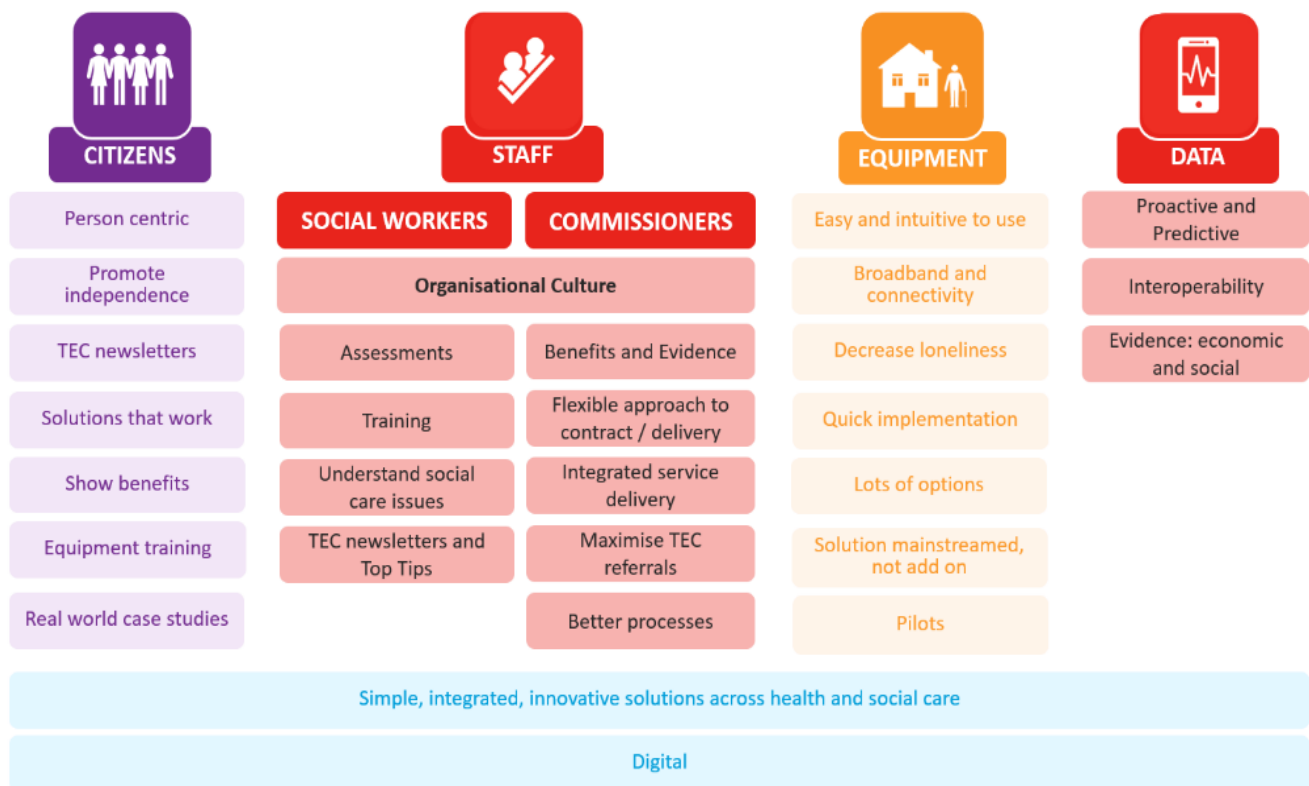 CITIZENS
Person centric
Promote
independence
TEC newsletters
Solutions that work
Show benefits
Equipment training
Real world case studies
STAFF
SOCIAL WORKERS
COMMISSIONERS
Organisational Culture
Assessments
Training
Understand social
care issues
TEC newsletters and
Top Tips
Benefits and Evidence
Flexible approach to
contract / delivery
Integrated service
delivery
Maximise TEC
referrals
Better processes
EQUIPMENT
Easy and intuitive to use
Broadband and
connectivity
Decrease loneliness
Quick implementation
Lots of options
Solution mainstreamed,
not add on
Pilots
DATA
Proactive and
Predictive
Interoperability
Evidence: economic
and social
Simple, integrated, innovative solutions across health and social care
Digital